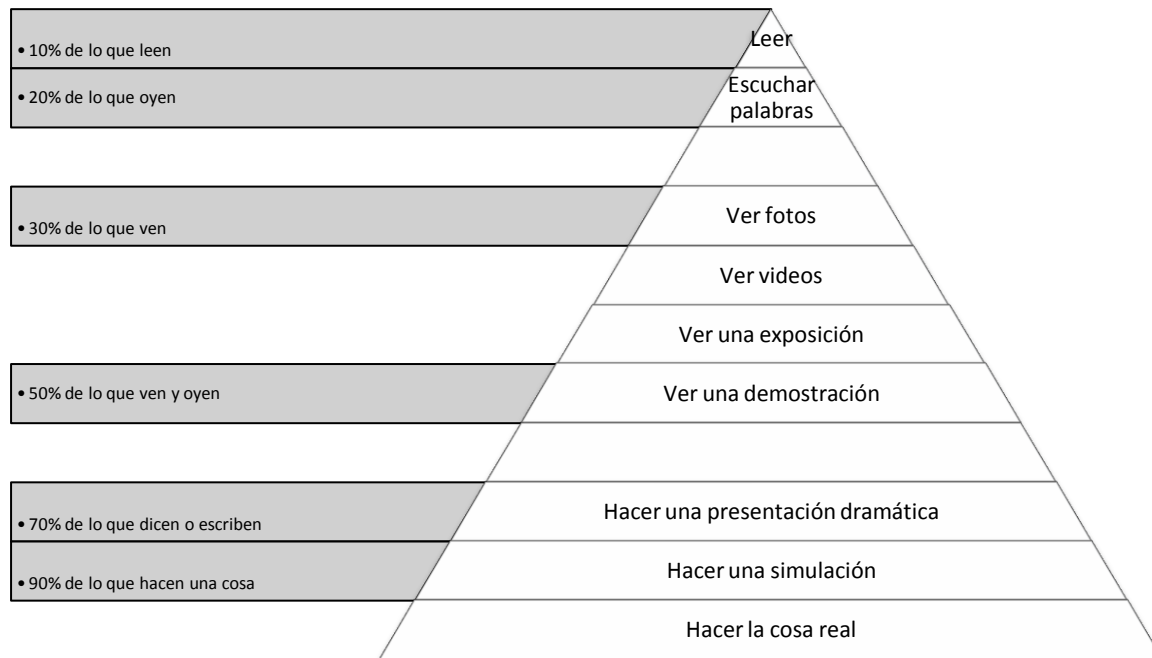 • 10% de lo que leen
Leer
• 20% de lo que oyen
Escuchar
palabras
• 30% de lo que ven
Ver fotos
Ver videos
Ver una exposición
• 50% de lo que ven y oyen
Ver una demostración
• 70% de lo que dicen o escriben
Hacer una presentación dramática
• 90% de lo que hacen una cosa
Hacer una simulación
Hacer la cosa real